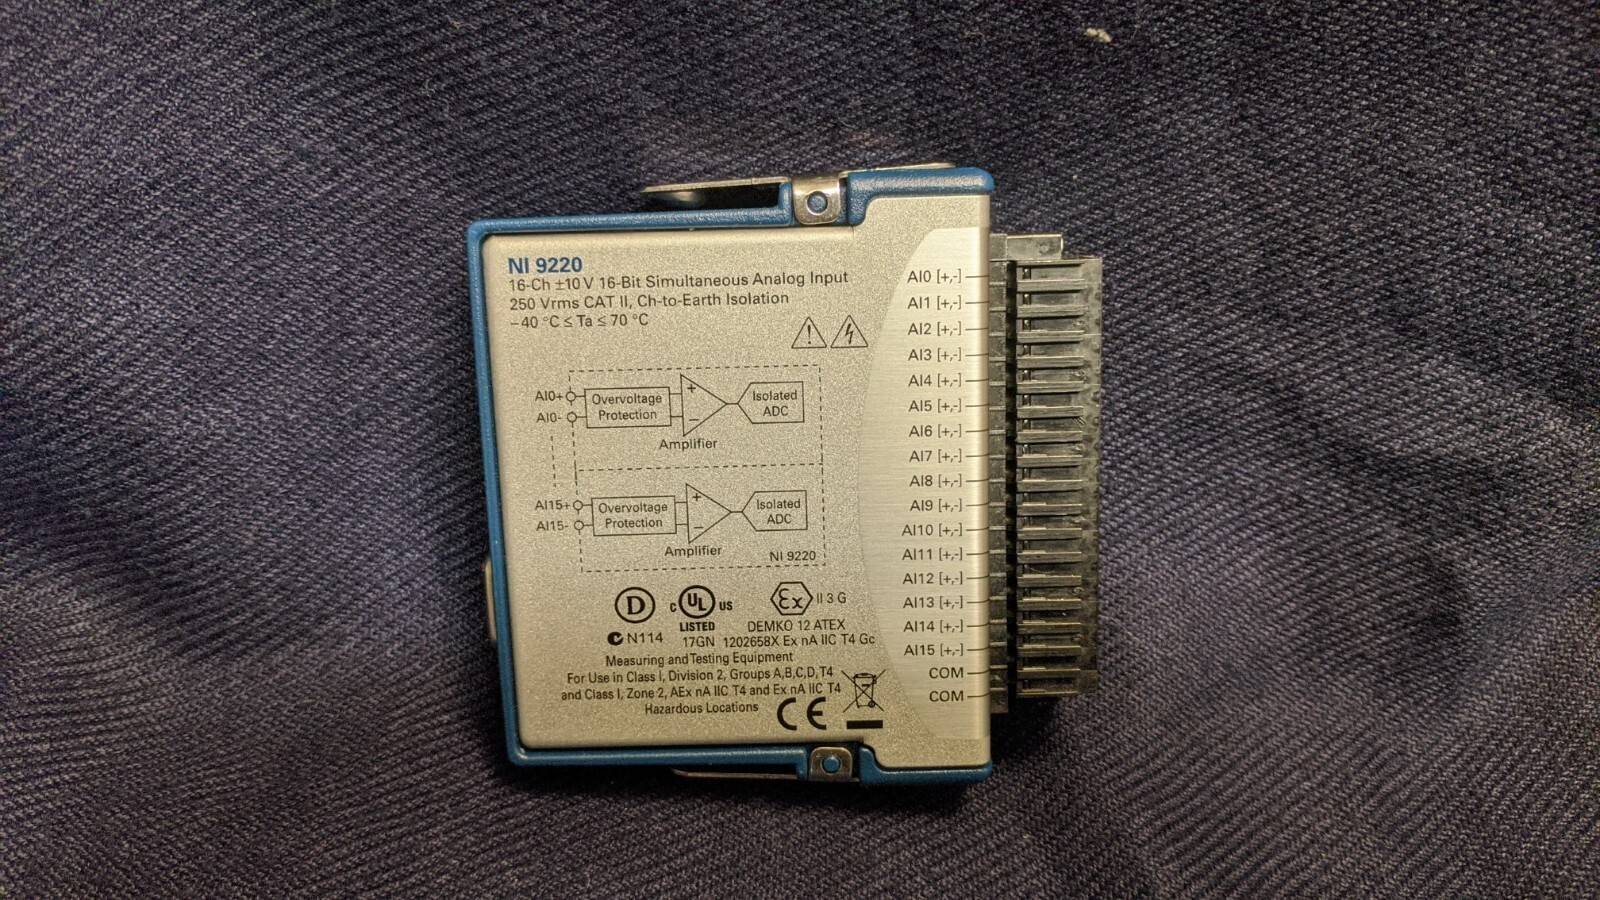 NI 9220
16-Ch ±10 V 16-Bit Simultaneous Analog Input
250 Vrms CAT II, Ch-to-Earth Isolation
–40 °C ≤ Ta ≤ 70 °C
AI0+
AI0-
Overvoltage
Protection
+
–
Amplifier
Isolated
ADC
AI15+
AI15-
Overvoltage
Protection
+
–
Amplifier
Isolated
ADC
NI 9220
D
C UL US
LISTED
17GN
N114
Ex II 3 G
DEMKO 12 ATEX
1202658X Ex nA IIC T4 Gc
Measuring and Testing Equipment
For Use in Class I, Division 2, Groups A,B,C,D,T4
and Class I, Zone 2, AEx nA IIC T4 and Ex nA IIC T4
Hazardous Locations
CE
AI0 [+,-]
AI1 [+,-]
AI2 [+,-]
AI3 [+,-]
AI4 [+,-]
AI5 [+,-]
AI6 [+,-]
AI7 [+,-]
AI8 [+,-]
AI9 [+,-]
AI10 [+,-]
AI11 [+,-]
AI12 [+,-]
AI13 [+,-]
AI14 [+,-]
AI15 [+,-]
COM
COM